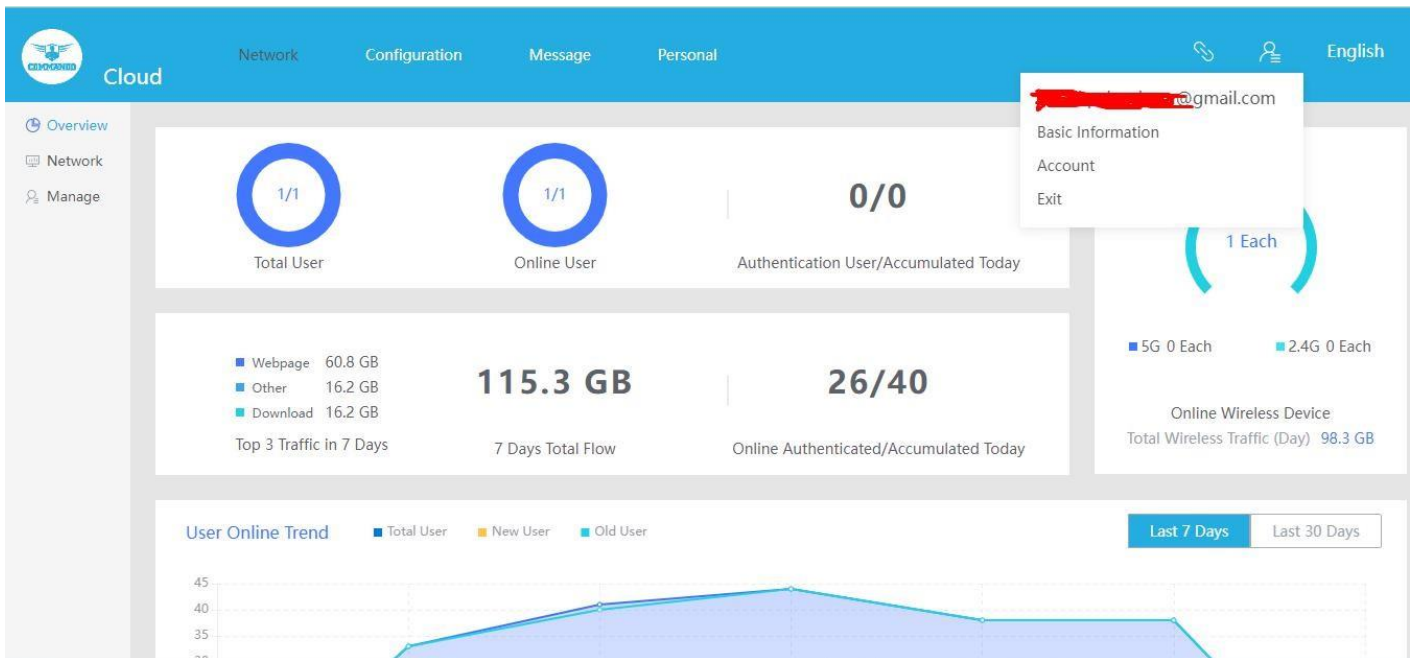 COMMANDO
Cloud
Network
Configuration
Message
Personal
English
@gmail.com
Basic Information
Account
Exit
Overview
Network
Manage
1/1
Total User
1/1
Online User
0/0
Authentication User/Accumulated Today
1 Each
5G 0 Each
2.4G 0 Each
Online Wireless Device
Total Wireless Traffic (Day) 98.3 GB
Webpage 60.8 GB
Other 16.2 GB
Download 16.2 GB
Top 3 Traffic in 7 Days
115.3 GB
7 Days Total Flow
26/40
Online Authenticated/Accumulated Today
User Online Trend
Total User
New User
Old User
Last 7 Days
Last 30 Days
45
40
35